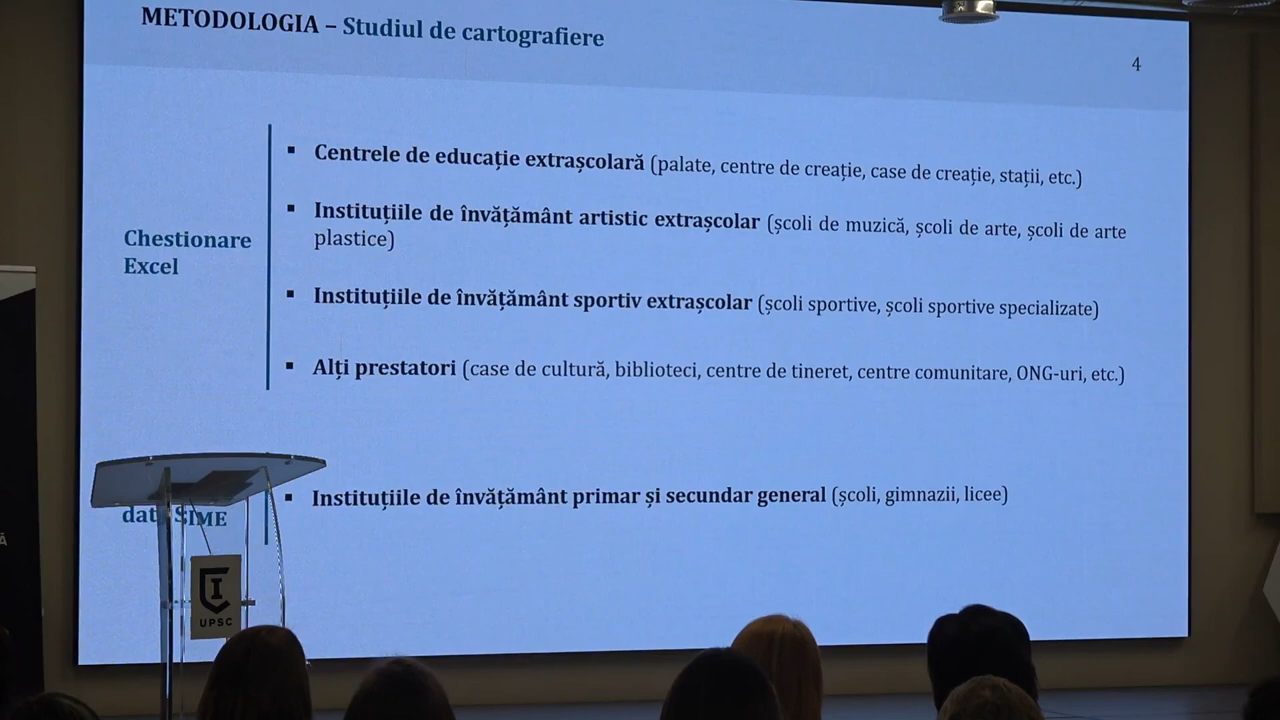 METODOLOGIA – Studiul de cartografiere
4
▪ Centrele de educație extrașcolară (palate, centre de creație, case de creație, stații, etc.)
▪ Instituțiile de învățământ artistic extrașcolar (școli de muzică, școli de arte, școli de arte
plastice)
Chestionare
Excel
▪ Instituțiile de învățământ sportiv extrașcolar (școli sportive, școli sportive specializate)
▪ Alți prestatori (case de cultură, biblioteci, centre de tineret, centre comunitare, ONG-uri, etc.)
▪ Instituțiile de învățământ primar și secundar general (școli, gimnazii, licee)
SIME
UPSC